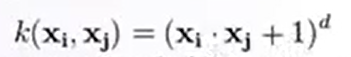 k(xᵢ, xⱼ) = (xᵢ · xⱼ + 1)ᵈ